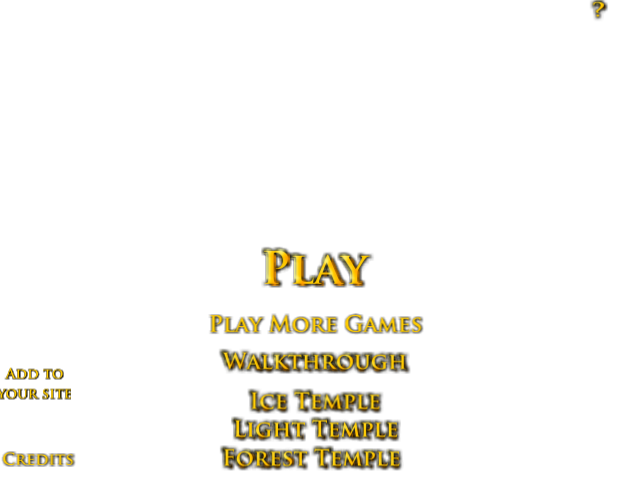 ?
Play
Play More Games
Walkthrough
Add to
your site
Ice Temple
Light Temple
Forest Temple
Credits